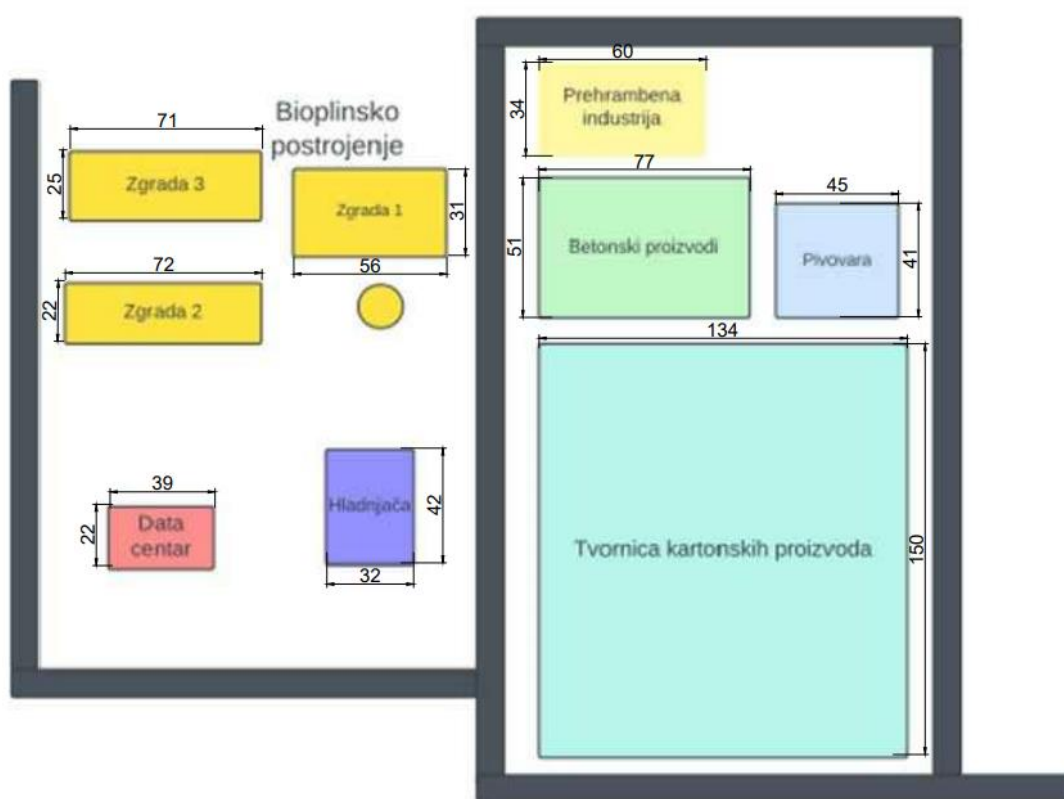 Bioplinsko
postrojenje
71
25
Zgrada 3
Zgrada 1
31
56
72
22
Zgrada 2
39
22
Data
centar
Hladnjača
42
32
60
34
Prehrambena
industrija
77
51
Betonski proizvodi
45
Pivovara
41
134
Tvornica kartonskih proizvoda
150